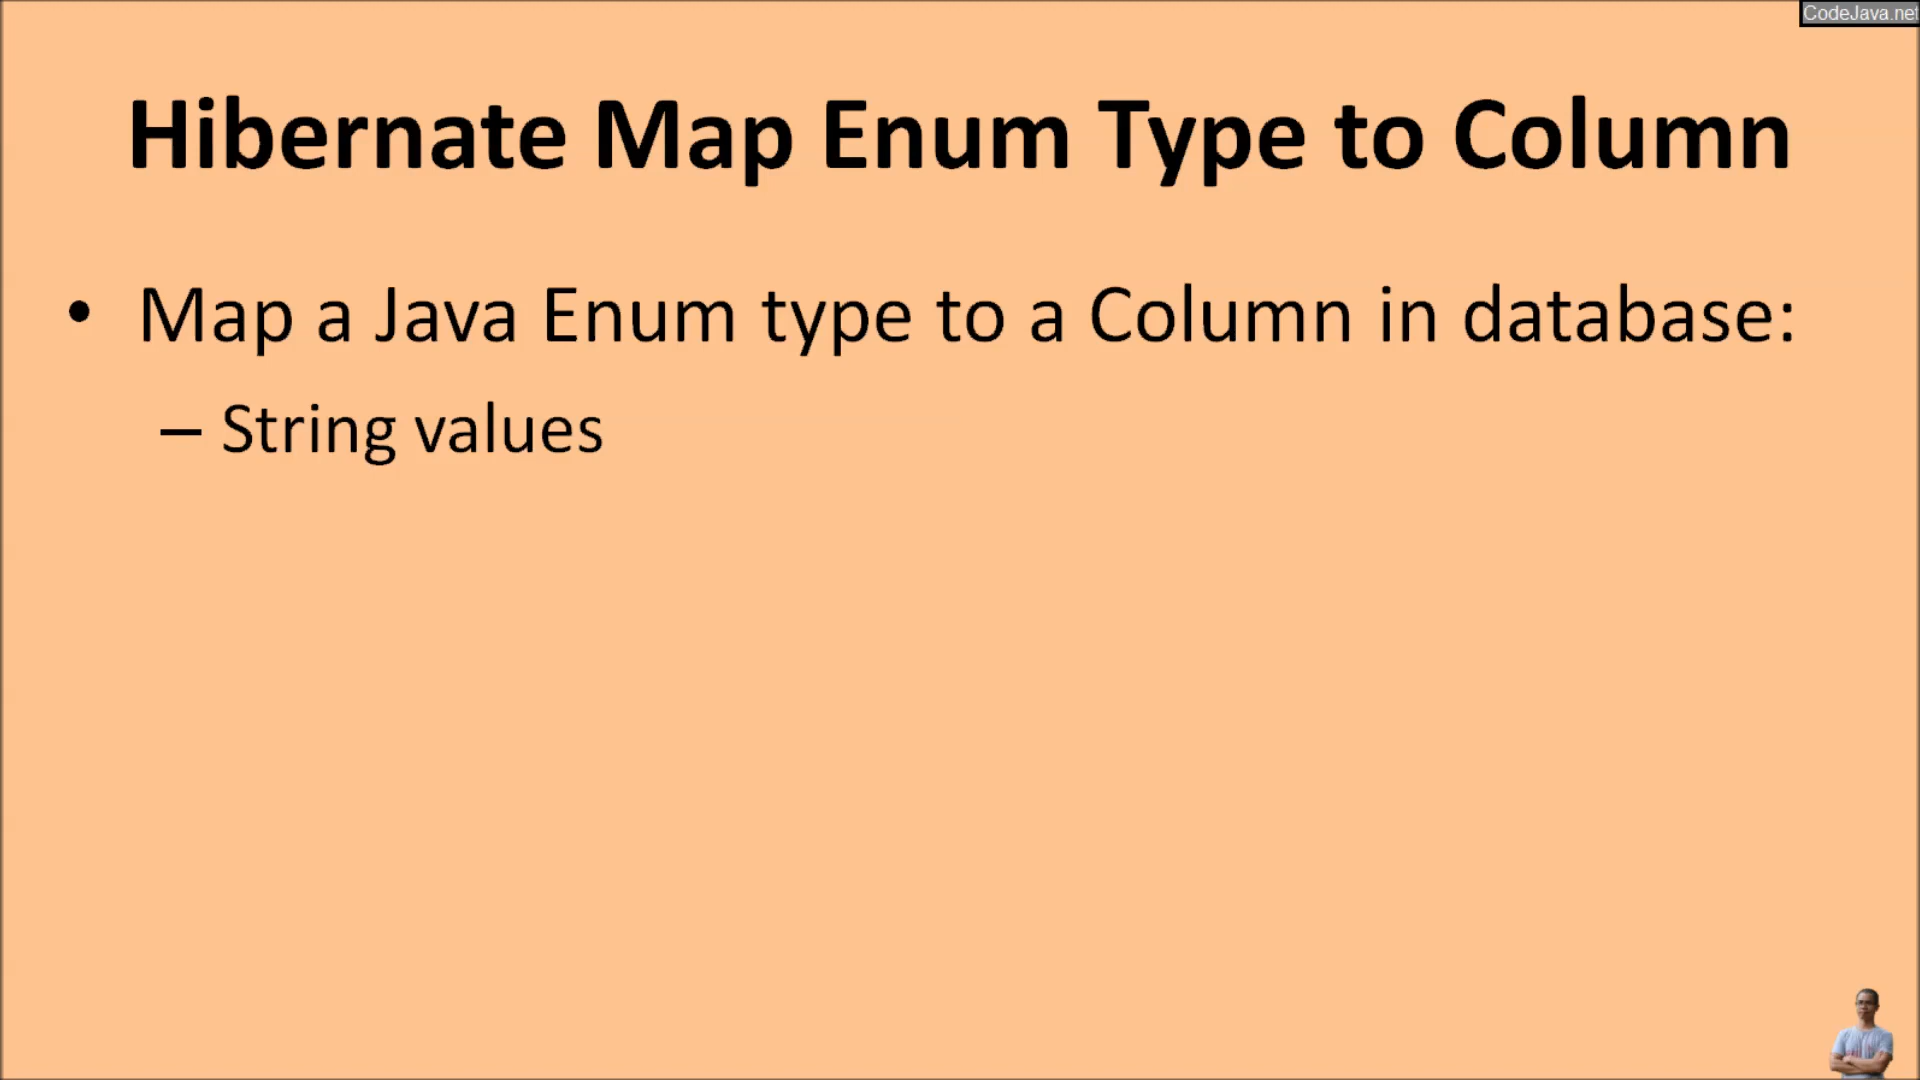 CodeJava.net
Hibernate Map Enum Type to Column
• Map a Java Enum type to a Column in database:
– String values